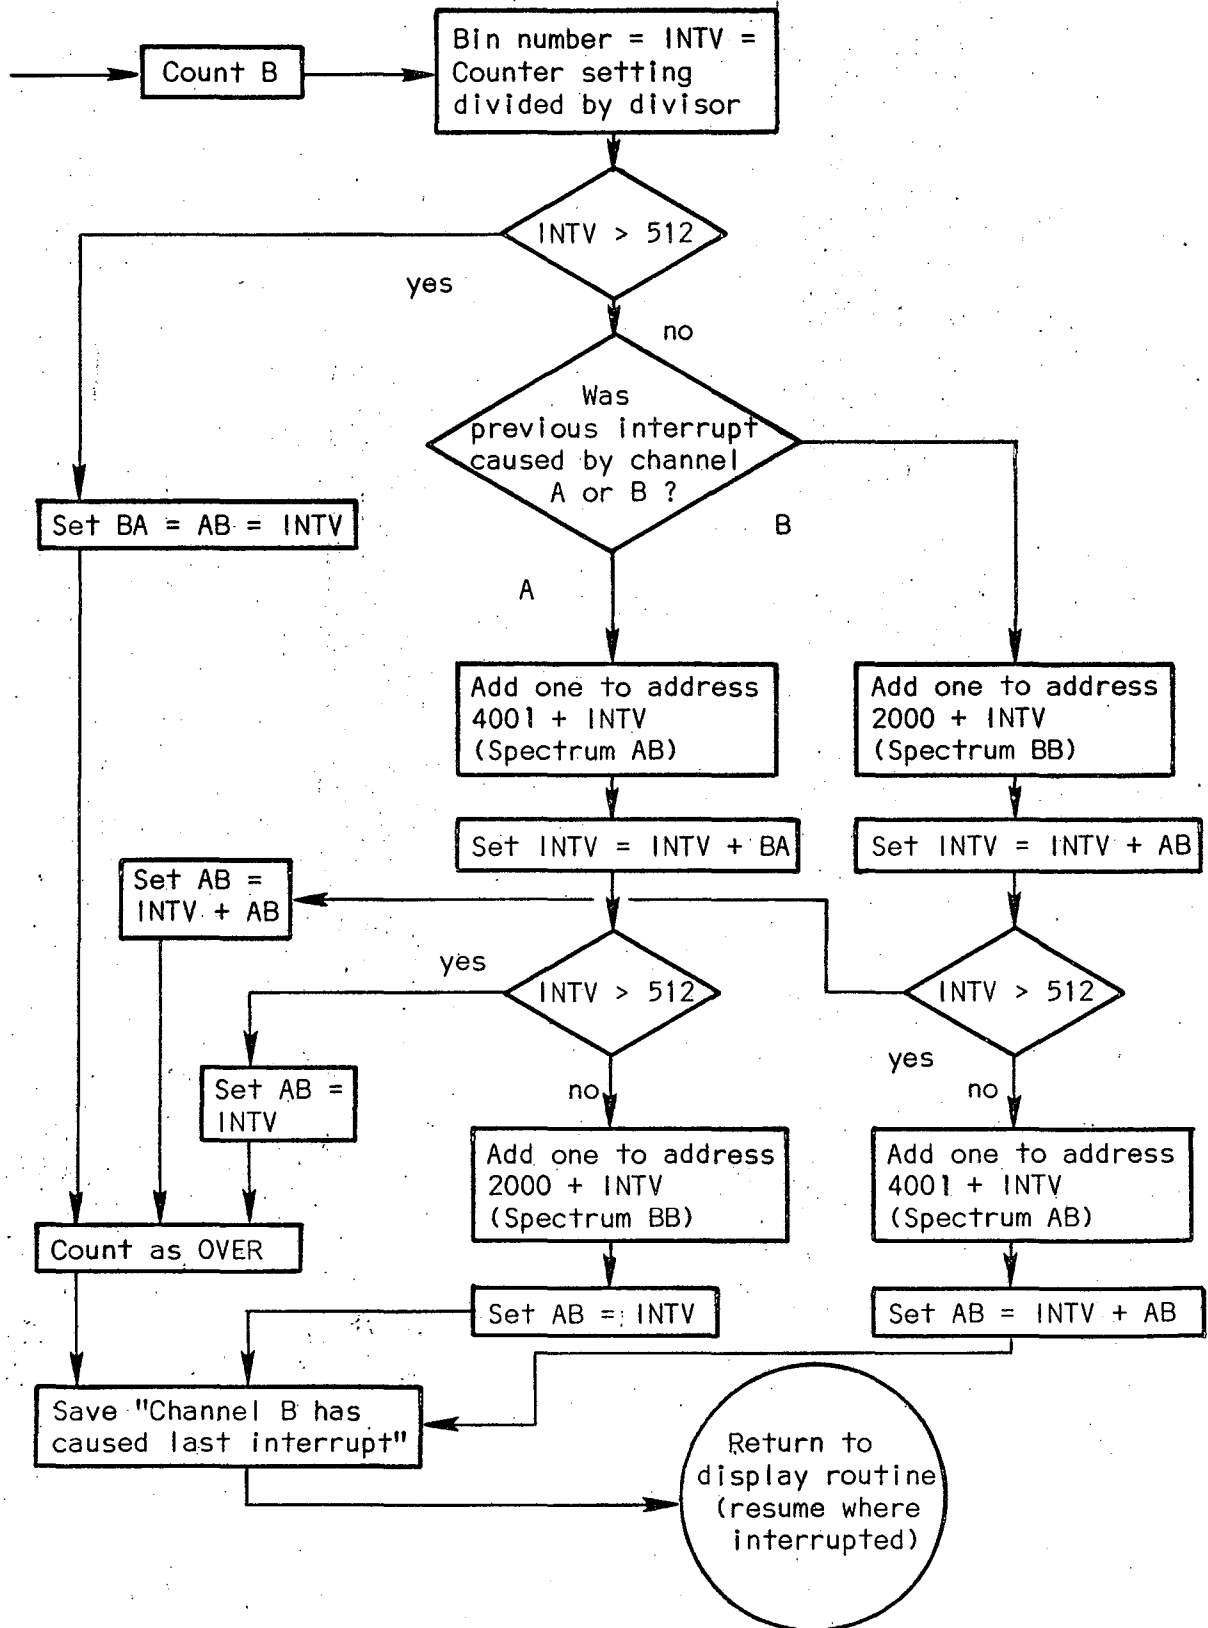 Count B
Bin number = INTV =
Counter setting
divided by divisor
INTV > 512
yes
no
Was
previous interrupt
caused by channel
A or B ?
Set BA = AB = INTV
B
A
Add one to address
4001 + INTV
(Spectrum AB)
Add one to address
2000 + INTV
(Spectrum BB)
Set INTV = INTV + BA
Set INTV = INTV + AB
Set AB =
INTV + AB
yes
INTV > 512
INTV > 512
yes
Set AB =
INTV
no
no
Add one to address
2000 + INTV
(Spectrum BB)
Add one to address
4001 + INTV
(Spectrum AB)
Count as OVER
Set AB = INTV
Set AB = INTV + AB
Save "Channel B has
caused last interrupt"
Return to
display routine
(resume where
interrupted)